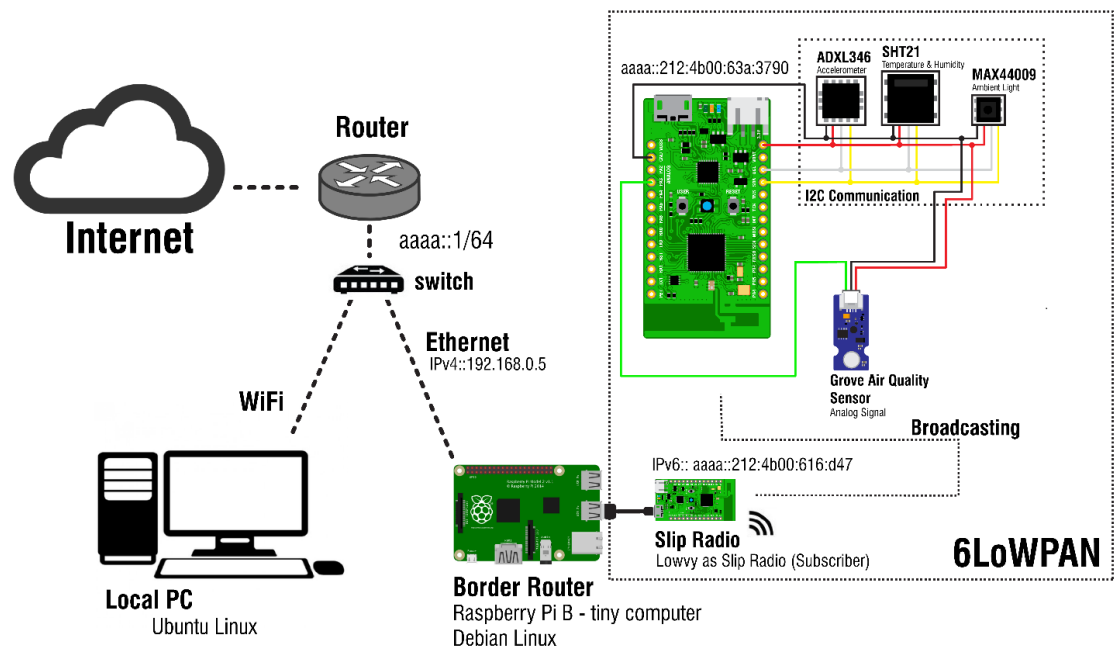 Internet
Router
aaaa::1/64
switch
Ethernet
IPv4::192.168.0.5
WiFi
Local PC
Ubuntu Linux
Border Router
Raspberry Pi B - tiny computer
Debian Linux
aaaa::212:4b00:63a:3790
ADXL346
Accelerometer
SHT21
Temperature & Humidity
MAX44009
Ambient Light
I2C Communication
USER
RESET
Grove Air Quality
Sensor
Analog Signal
Broadcasting
IPv6:: aaaa::212:4b00:616:d47
Slip Radio
Lowvy as Slip Radio (Subscriber)
6LoWPAN